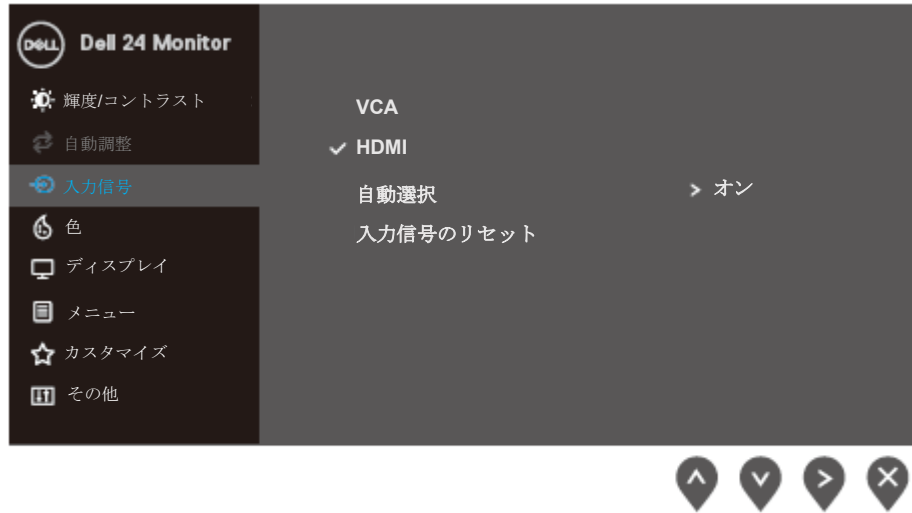 DELL
Dell 24 Monitor
輝度/コントラスト
自動調整
入力信号
色
ディスプレイ
メニュー
カスタマイズ
その他
VCA
HDMI
自動選択 オン
入力信号のリセット